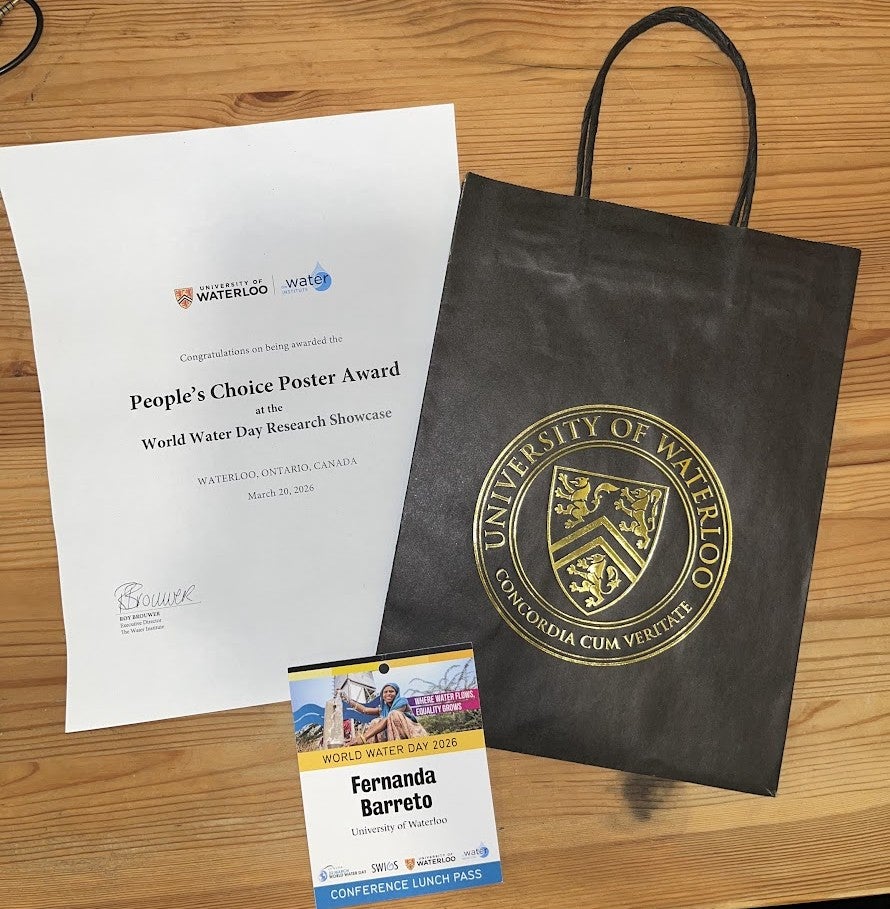 UNIVERSITY OF
WATERLOO
water
INSTITUTE
Congratulations on being awarded the
People's Choice Poster Award
at the
World Water Day Research Showcase
WATERLOO, ONTARIO, CANADA
March 20, 2026
RBrouwer
ROY BROUWER
Executive Director
The Water Institute
UNIVERSITY OF WATERLOO
CONCORDIA CUM VERITATE
WHERE WATER FLOWS,
EQUALITY GROWS
WORLD WATER DAY 2026
Fernanda
Barreto
University of Waterloo
WORLD WATER DAY
SWIGS
UNIVERSITY OF
WATERLOO
water
INSTITUTE
CONFERENCE LUNCH PASS